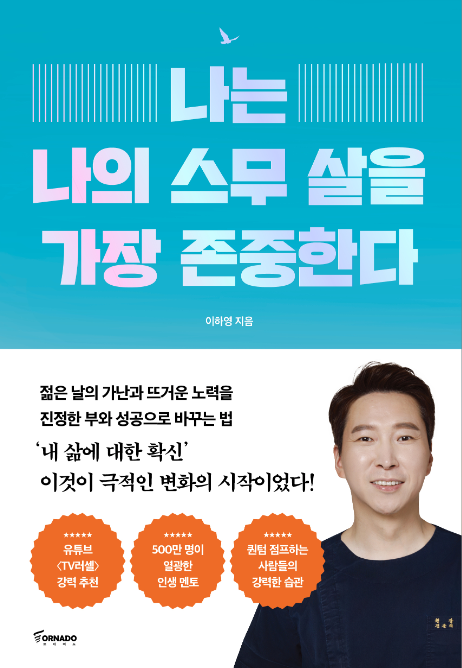 나는
나의 스무 살을
가장 존중한다
이하영 지음
젊은 날의 가난과 뜨거운 노력을
진정한 부와 성공으로 바꾸는 법
‘내 삶에 대한 확신’
이것이 극적인 변화의 시작이었다!
★★★★★
유튜브
〈TV러셀〉
강력 추천
★★★★★
500만 명이
열광한
인생 멘토
★★★★★
퀀텀 점프하는
사람들의
강력한 습관
TORNADO
토네이도